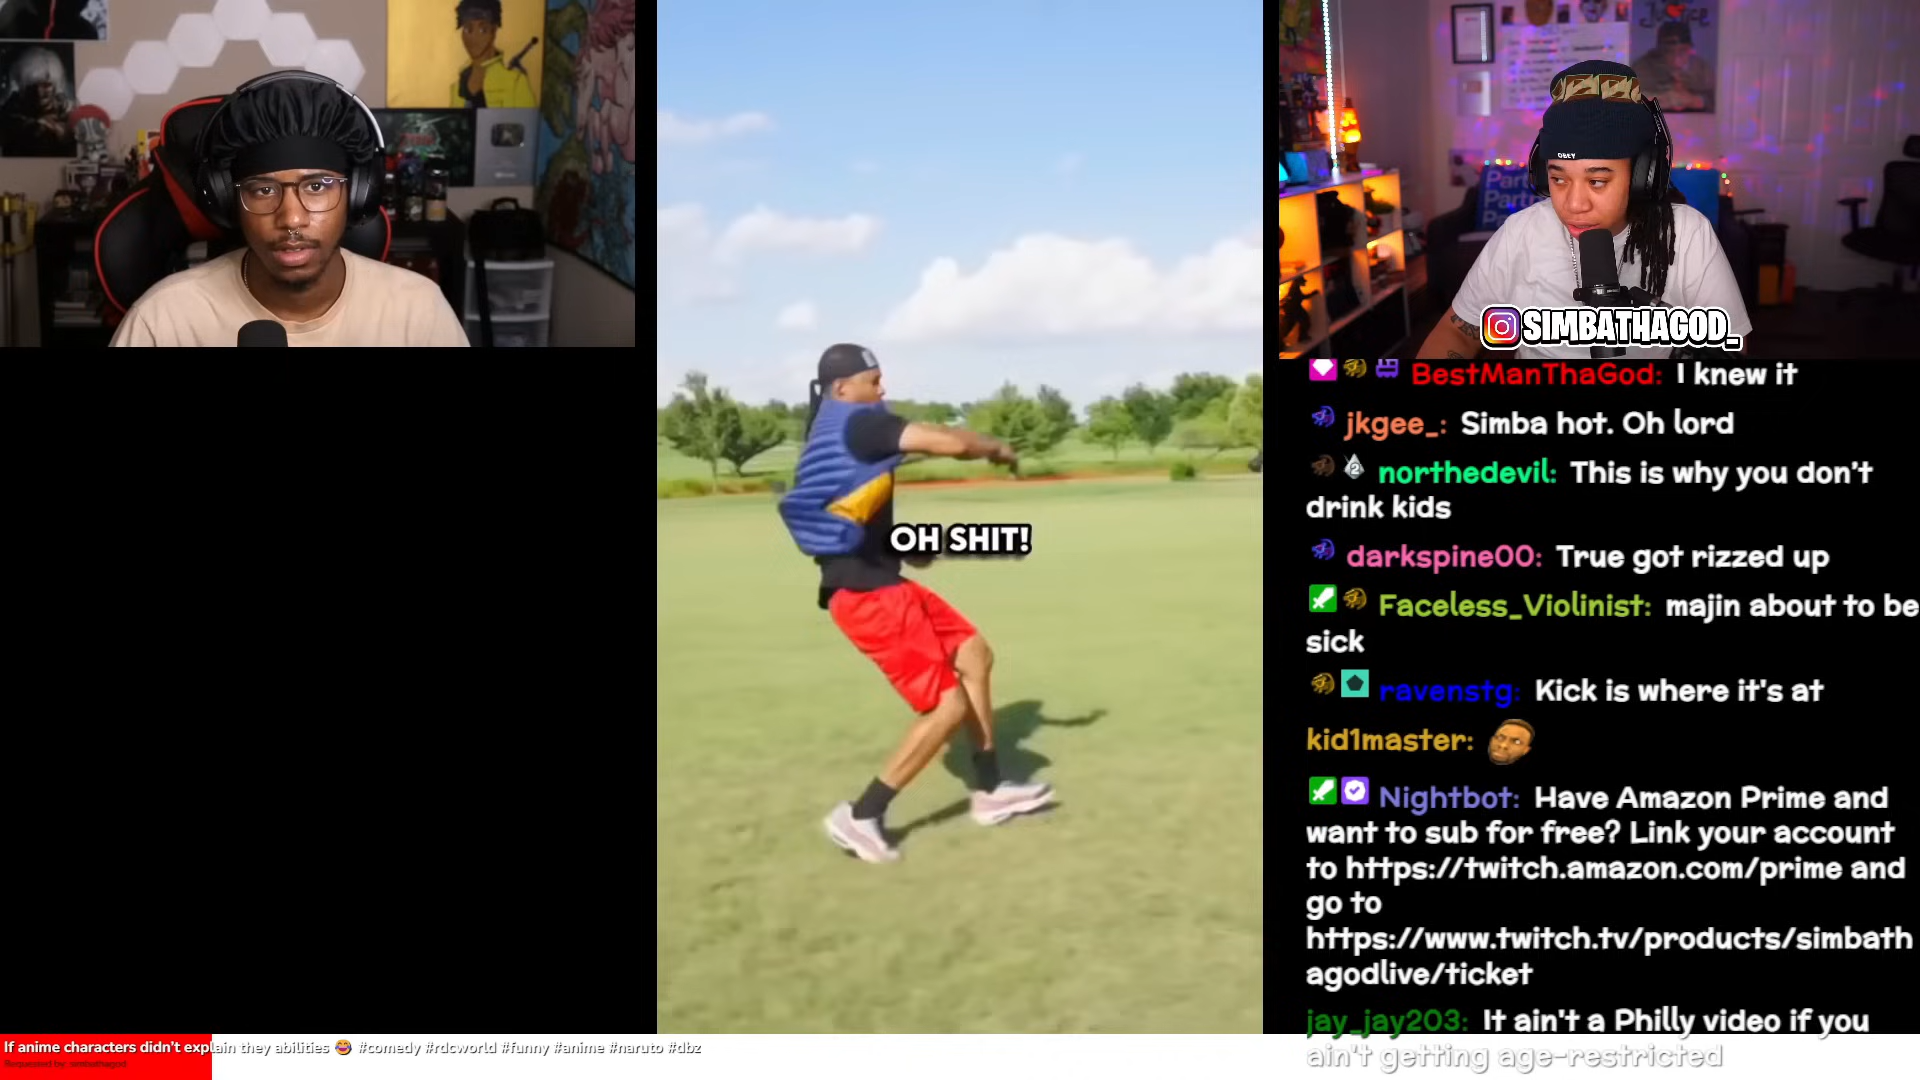 OBEY
SIMBATHAGOD_
OH SHIT!
BestManThaGod: I knew it
jkgee_: Simba hot. Oh lord
northedevil: This is why you don't
drink kids
darkspine00: True got rizzed up
Faceless_Violinist: majin about to be
sick
ravenstg: Kick is where it's at
kid1master:
Nightbot: Have Amazon Prime and
want to sub for free? Link your account
to https://twitch.amazon.com/prime and
go to
https://www.twitch.tv/products/simbath
agodlive/ticket
jay_jay203: It ain't a Philly video if you
ain't getting age-restricted
If anime characters didn't explain they abilities 😂 #comedy #rdcworld #funny #anime #naruto #dbz
Requested by: simbathagod